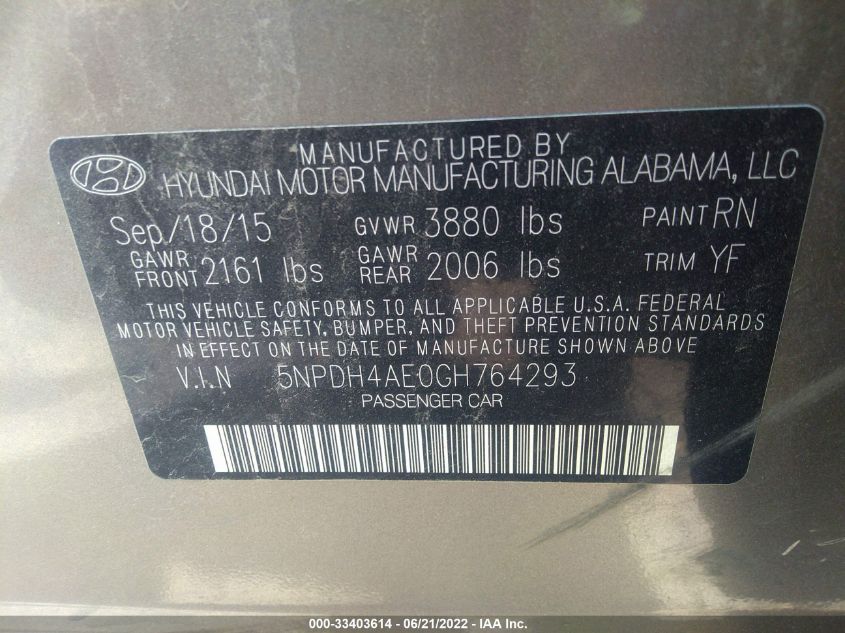 MANUFACTURED BY
HYUNDAI MOTOR MANUFACTURING ALABAMA, LLC
Sep/18/15 GVWR 3880 lbs PAINT RN
GAWR FRONT 2161 lbs GAWR REAR 2006 lbs TRIM YF
THIS VEHICLE CONFORMS TO ALL APPLICABLE U.S.A. FEDERAL
MOTOR VEHICLE SAFETY, BUMPER, AND THEFT PREVENTION STANDARDS
IN EFFECT ON THE DATE OF MANUFACTURE SHOWN ABOVE
V.I.N 5NPDH4AE0GH764293
PASSENGER CAR
000-33403614 - 06/21/2022 - IAA Inc.